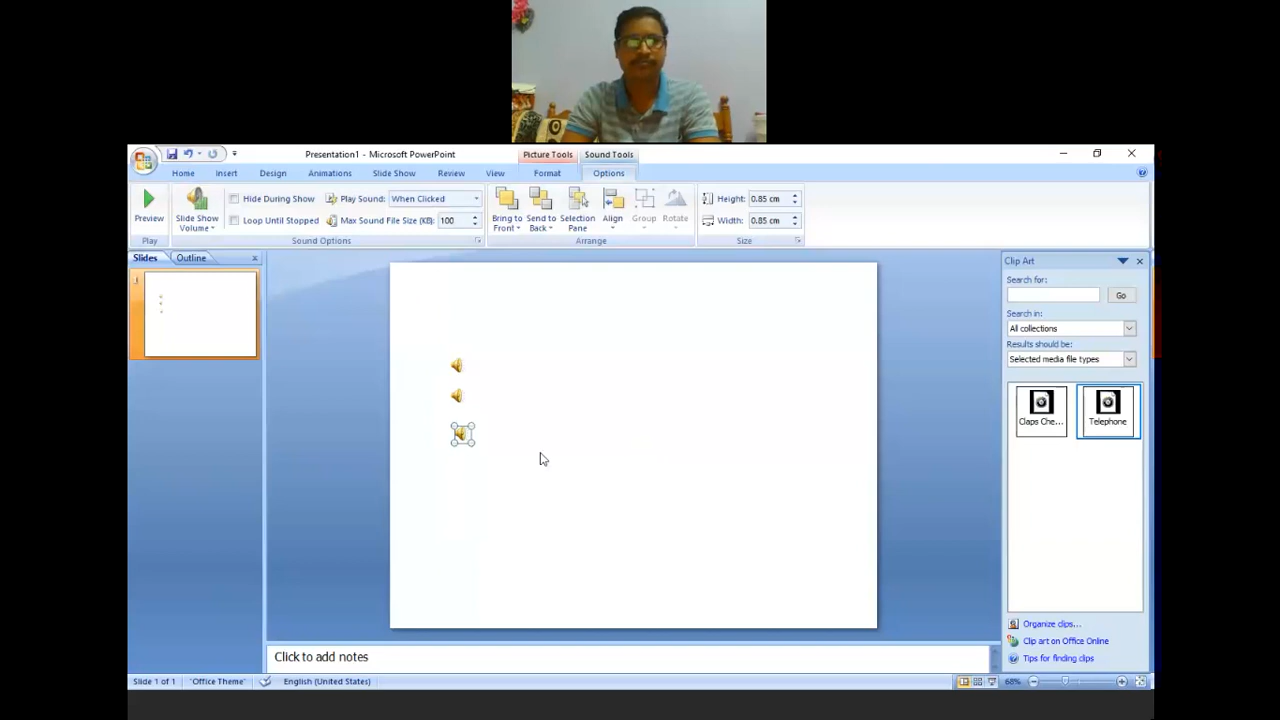 Presentation1 - Microsoft PowerPoint
Picture Tools
Sound Tools
Home
Insert
Design
Animations
Slide Show
Review
View
Format
Options
Preview
Play
Slide Show
Volume
Hide During Show
Loop Until Stopped
Play Sound:
When Clicked
Max Sound File Size (KB):
100
Sound Options
Bring to
Front
Send to
Back
Selection
Pane
Align
Group
Rotate
Arrange
Height:
0.85 cm
Width:
0.85 cm
Size
Slides
Outline
Clip Art
Search for:
Go
Search in:
All collections
Results should be:
Selected media file types
Claps Che...
Telephone
Organize clips...
Clip art on Office Online
Tips for finding clips
Click to add notes
Slide 1 of 1
"Office Theme"
English (United States)
68%